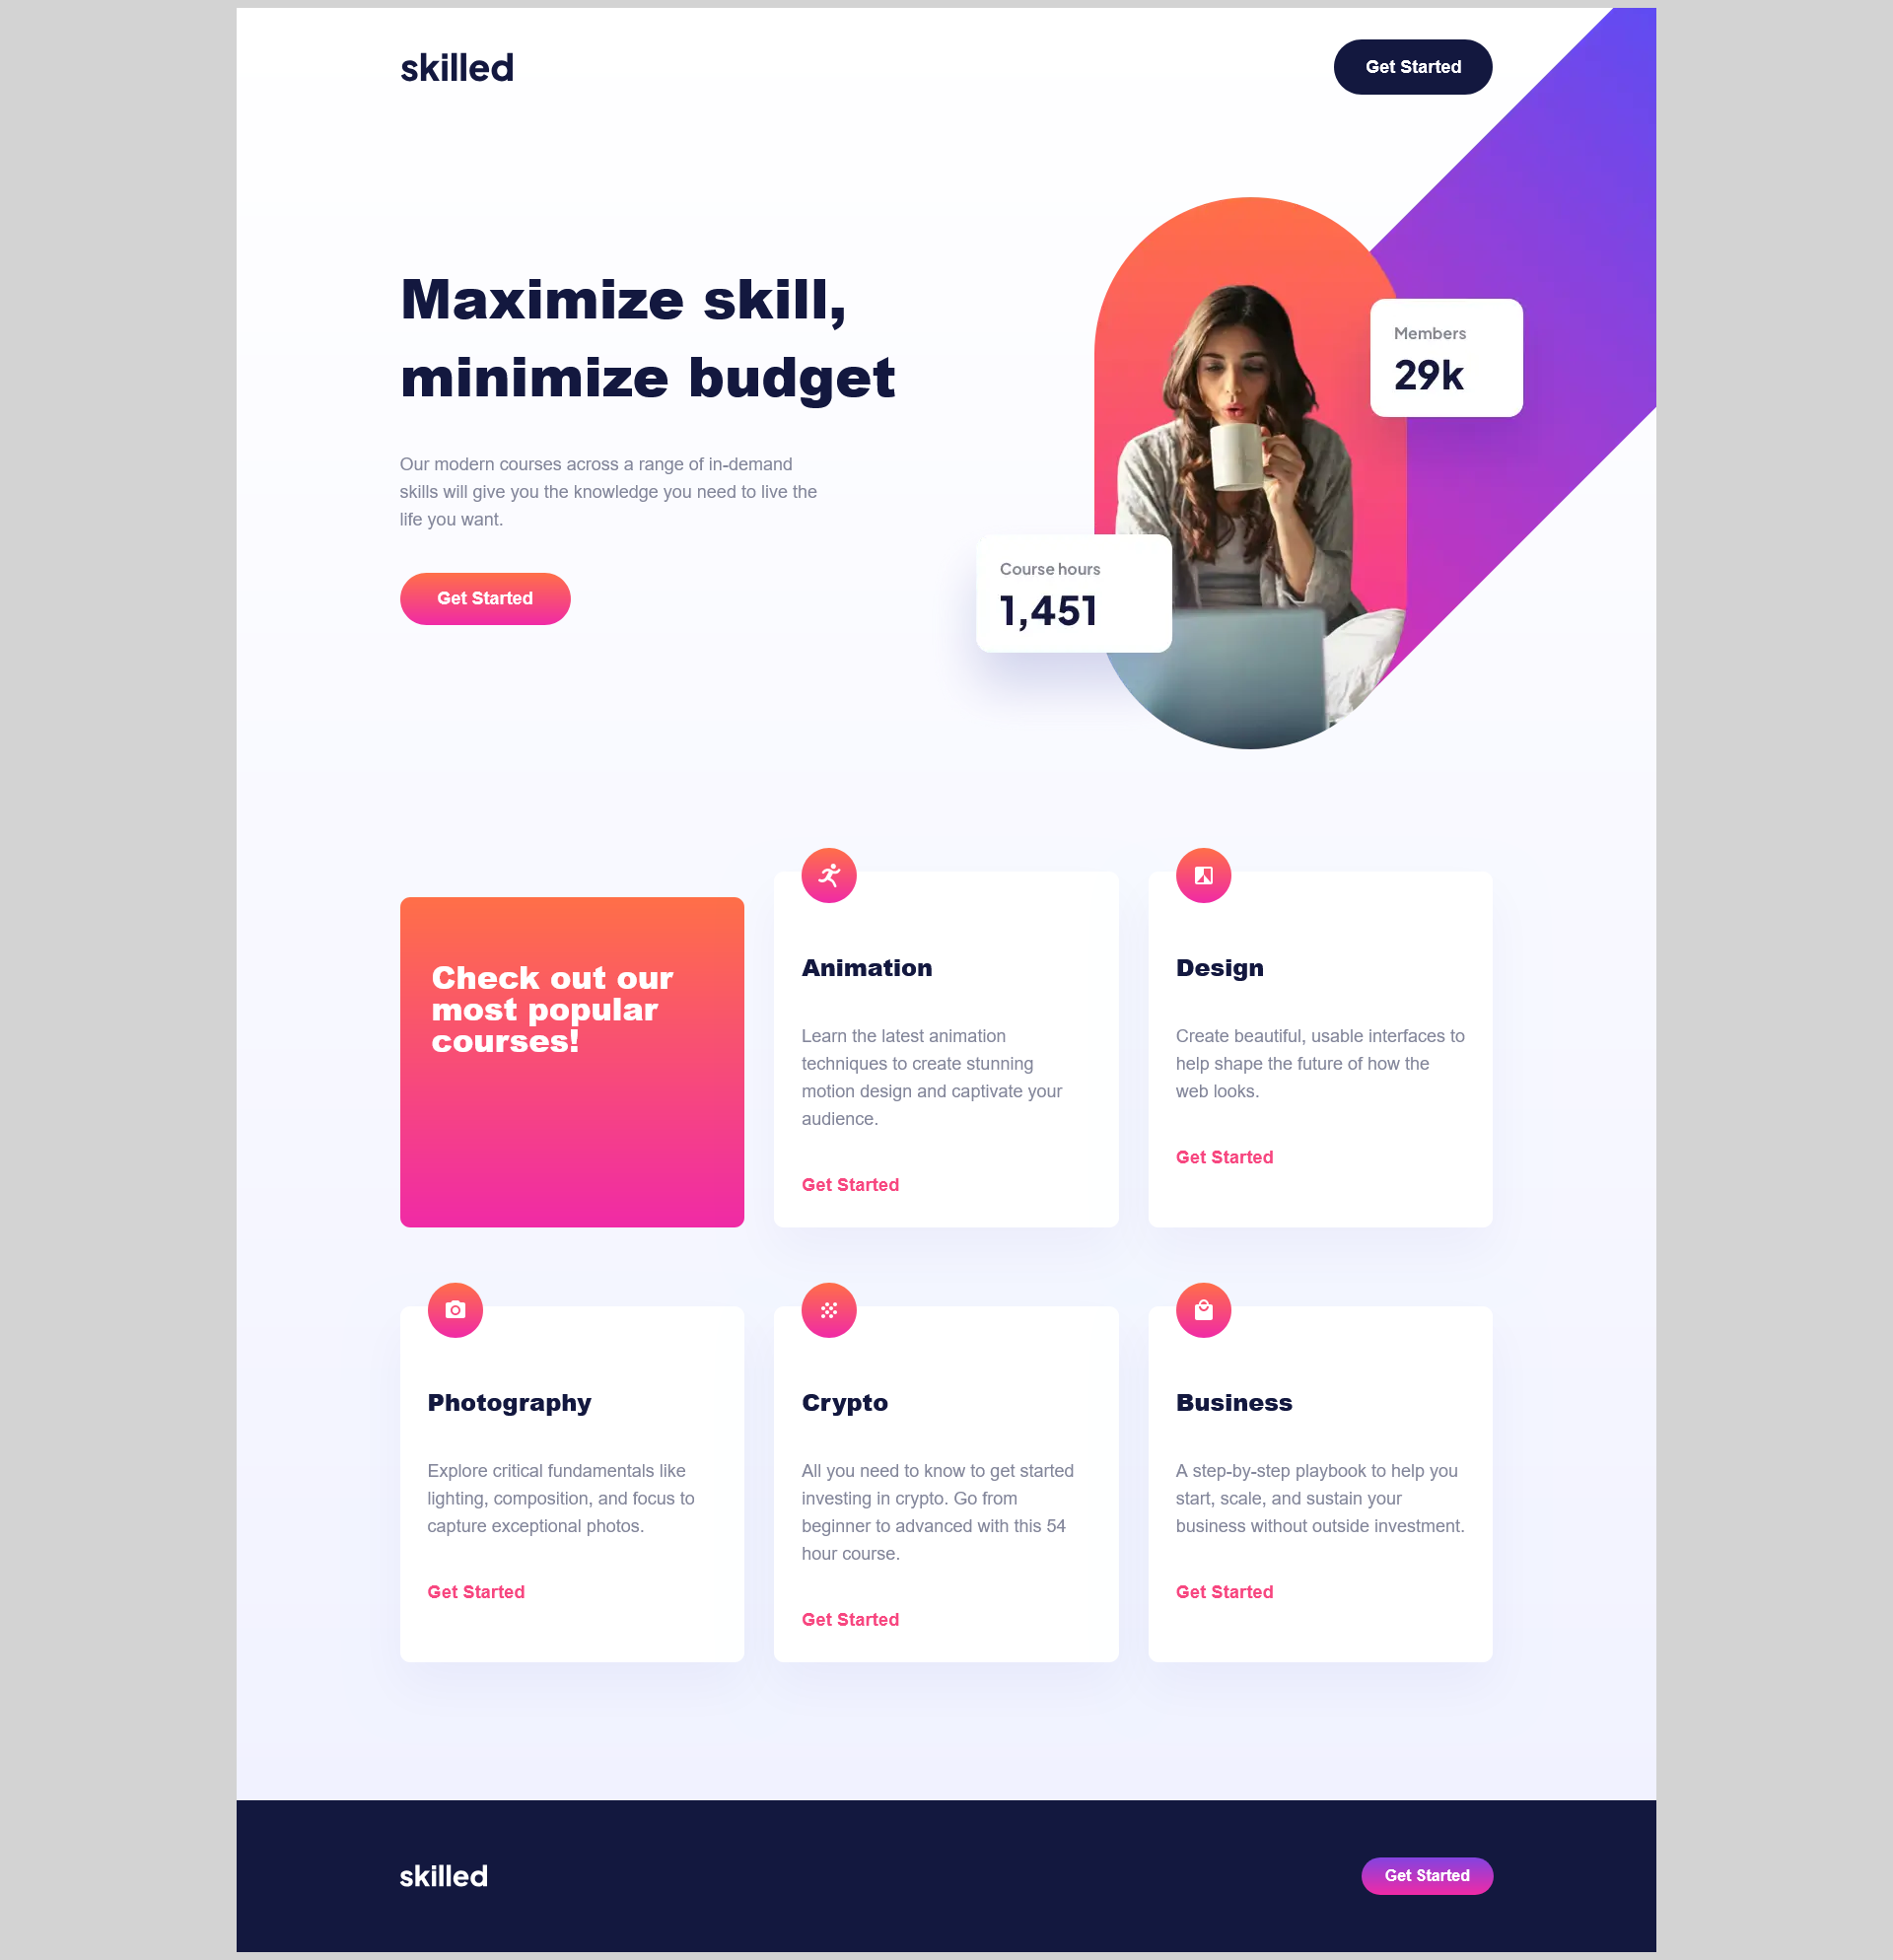 skilled
Get Started
Maximize skill,
minimize budget
Our modern courses across a range of in-demand
skills will give you the knowledge you need to live the
life you want.
Get Started
Members
29k
Course hours
1,451
Check out our
most popular
courses!
Animation
Learn the latest animation
techniques to create stunning
motion design and captivate your
audience.
Get Started
Design
Create beautiful, usable interfaces to
help shape the future of how the
web looks.
Get Started
Photography
Explore critical fundamentals like
lighting, composition, and focus to
capture exceptional photos.
Get Started
Crypto
All you need to know to get started
investing in crypto. Go from
beginner to advanced with this 54
hour course.
Get Started
Business
A step-by-step playbook to help you
start, scale, and sustain your
business without outside investment.
Get Started
skilled
Get Started